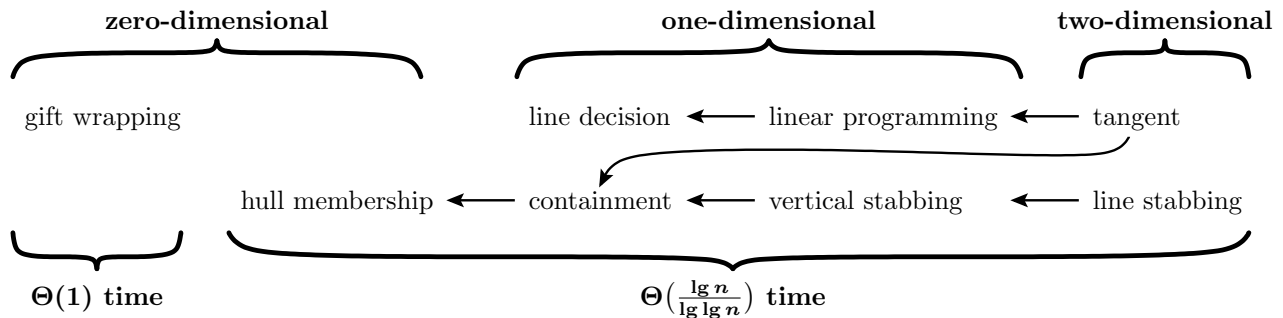 zero-dimensional one-dimensional two-dimensional
gift wrapping line decision linear programming tangent
hull membership containment vertical stabbing line stabbing
Θ(1) time Θ(lg n / lg lg n) time